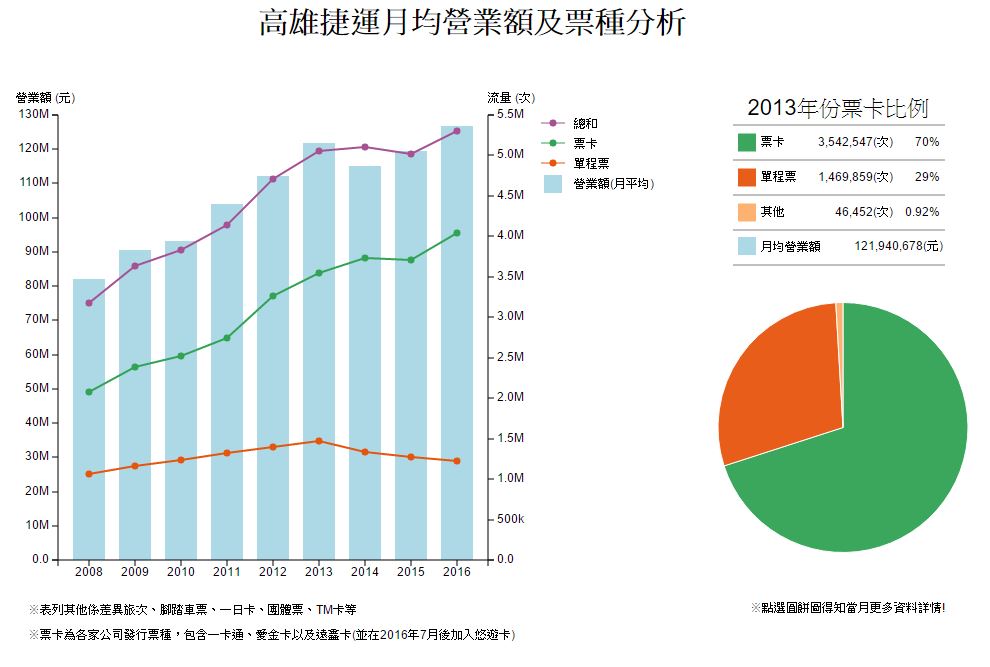 高雄捷運月均營業額及票種分析
營業額 (元)
130M
120M
110M
100M
90M
80M
70M
60M
50M
40M
30M
20M
10M
0.0
流量 (次)
5.5M
5.0M
4.5M
4.0M
3.5M
3.0M
2.5M
2.0M
1.5M
1.0M
500k
0.0
2008 2009 2010 2011 2012 2013 2014 2015 2016
總和
票卡
單程票
營業額(月平均)
2013年份票卡比例
票卡 3,542,547(次) 70%
單程票 1,469,859(次) 29%
其他 46,452(次) 0.92%
月均營業額 121,940,678(元)
※表列其他係差異旅次、腳踏車票、一日卡、團體票、TM卡等
※票卡為各家公司發行票種，包含一卡通、愛金卡以及遠鑫卡(並在2016年7月後加入悠遊卡)
※點選圓餅圖得知當月更多資料詳情!